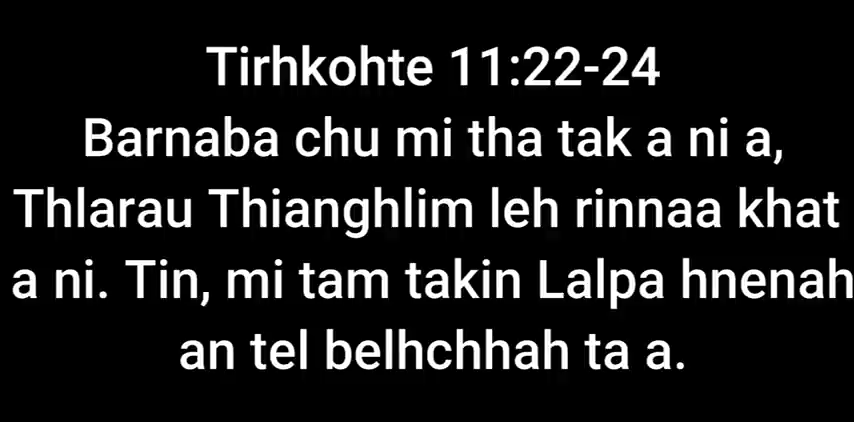 Tirhkohte 11:22-24
Barnaba chu mi tha tak a ni a,
Thlarau Thianghlim leh rinnaa khat
a ni. Tin, mi tam takin Lalpa hnenah
an tel belhchhah ta a.